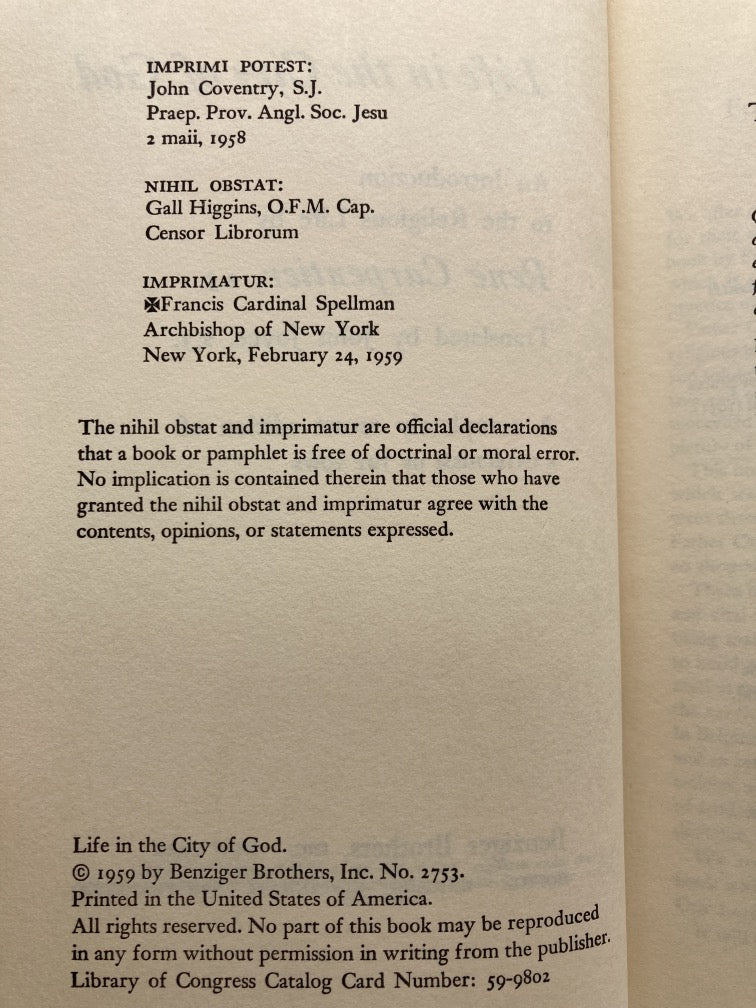 IMPRIMI POTEST:
John Coventry, S.J.
Praep. Prov. Angl. Soc. Jesu
2 maii, 1958
NIHIL OBSTAT:
Gall Higgins, O.F.M. Cap.
Censor Librorum
IMPRIMATUR:
✠Francis Cardinal Spellman
Archbishop of New York
New York, February 24, 1959
The nihil obstat and imprimatur are official declarations
that a book or pamphlet is free of doctrinal or moral error.
No implication is contained therein that those who have
granted the nihil obstat and imprimatur agree with the
contents, opinions, or statements expressed.
Life in the City of God.
© 1959 by Benziger Brothers, Inc. No. 2753.
Printed in the United States of America.
All rights reserved. No part of this book may be reproduced
in any form without permission in writing from the publisher.
Library of Congress Catalog Card Number: 59-9802